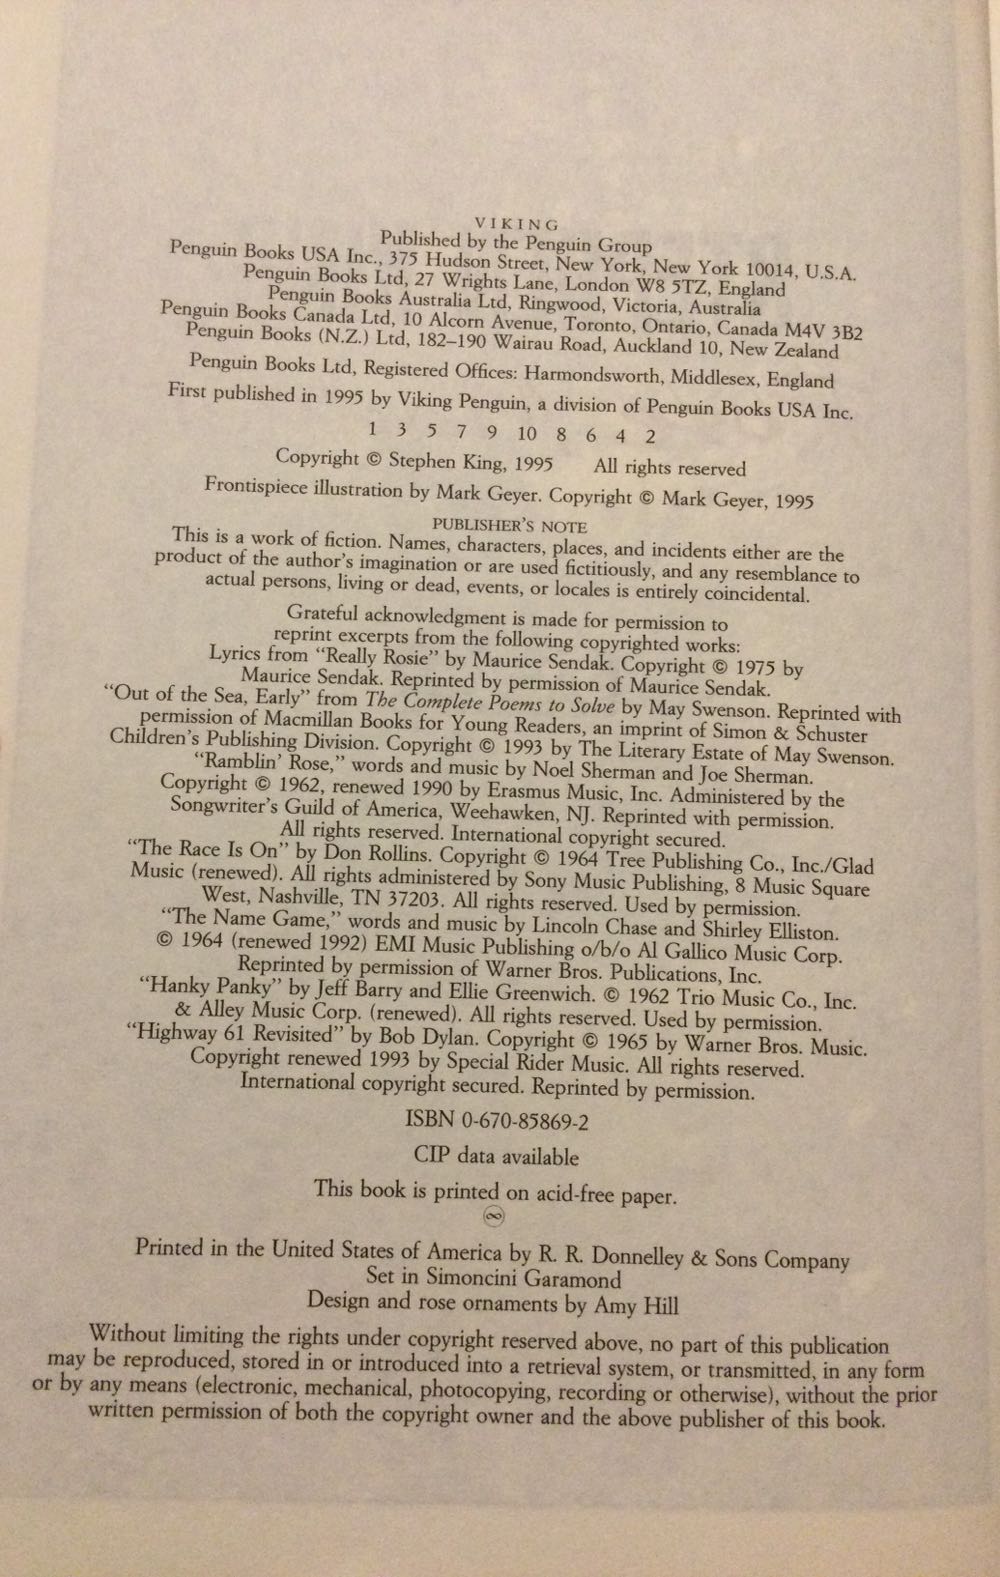 VIKING
Published by the Penguin Group
Penguin Books USA Inc., 375 Hudson Street, New York, New York 10014, U.S.A.
Penguin Books Ltd, 27 Wrights Lane, London W8 5TZ, England
Penguin Books Australia Ltd, Ringwood, Victoria, Australia
Penguin Books Canada Ltd, 10 Alcorn Avenue, Toronto, Ontario, Canada M4V 3B2
Penguin Books (N.Z.) Ltd, 182–190 Wairau Road, Auckland 10, New Zealand
Penguin Books Ltd, Registered Offices: Harmondsworth, Middlesex, England
First published in 1995 by Viking Penguin, a division of Penguin Books USA Inc.
1 3 5 7 9 10 8 6 4 2
Copyright © Stephen King, 1995 All rights reserved
Frontispiece illustration by Mark Geyer. Copyright © Mark Geyer, 1995
PUBLISHER'S NOTE
This is a work of fiction. Names, characters, places, and incidents either are the
product of the author's imagination or are used fictitiously, and any resemblance to
actual persons, living or dead, events, or locales is entirely coincidental.
Grateful acknowledgment is made for permission to
reprint excerpts from the following copyrighted works:
Lyrics from "Really Rosie" by Maurice Sendak. Copyright © 1975 by
Maurice Sendak. Reprinted by permission of Maurice Sendak.
"Out of the Sea, Early" from The Complete Poems to Solve by May Swenson. Reprinted with
permission of Macmillan Books for Young Readers, an imprint of Simon & Schuster
Children's Publishing Division. Copyright © 1993 by The Literary Estate of May Swenson.
"Ramblin' Rose," words and music by Noel Sherman and Joe Sherman.
Copyright © 1962, renewed 1990 by Erasmus Music, Inc. Administered by the
Songwriter's Guild of America, Weehawken, NJ. Reprinted with permission.
All rights reserved. International copyright secured.
"The Race Is On" by Don Rollins. Copyright © 1964 Tree Publishing Co., Inc./Glad
Music (renewed). All rights administered by Sony Music Publishing, 8 Music Square
West, Nashville, TN 37203. All rights reserved. Used by permission.
"The Name Game," words and music by Lincoln Chase and Shirley Elliston.
© 1964 (renewed 1992) EMI Music Publishing o/b/o Al Gallico Music Corp.
Reprinted by permission of Warner Bros. Publications, Inc.
"Hanky Panky" by Jeff Barry and Ellie Greenwich. © 1962 Trio Music Co., Inc.
& Alley Music Corp. (renewed). All rights reserved. Used by permission.
"Highway 61 Revisited" by Bob Dylan. Copyright © 1965 by Warner Bros. Music.
Copyright renewed 1993 by Special Rider Music. All rights reserved.
International copyright secured. Reprinted by permission.
ISBN 0-670-85869-2
CIP data available
This book is printed on acid-free paper.
∞
Printed in the United States of America by R. R. Donnelley & Sons Company
Set in Simoncini Garamond
Design and rose ornaments by Amy Hill
Without limiting the rights under copyright reserved above, no part of this publication
may be reproduced, stored in or introduced into a retrieval system, or transmitted, in any form
or by any means (electronic, mechanical, photocopying, recording or otherwise), without the prior
written permission of both the copyright owner and the above publisher of this book.